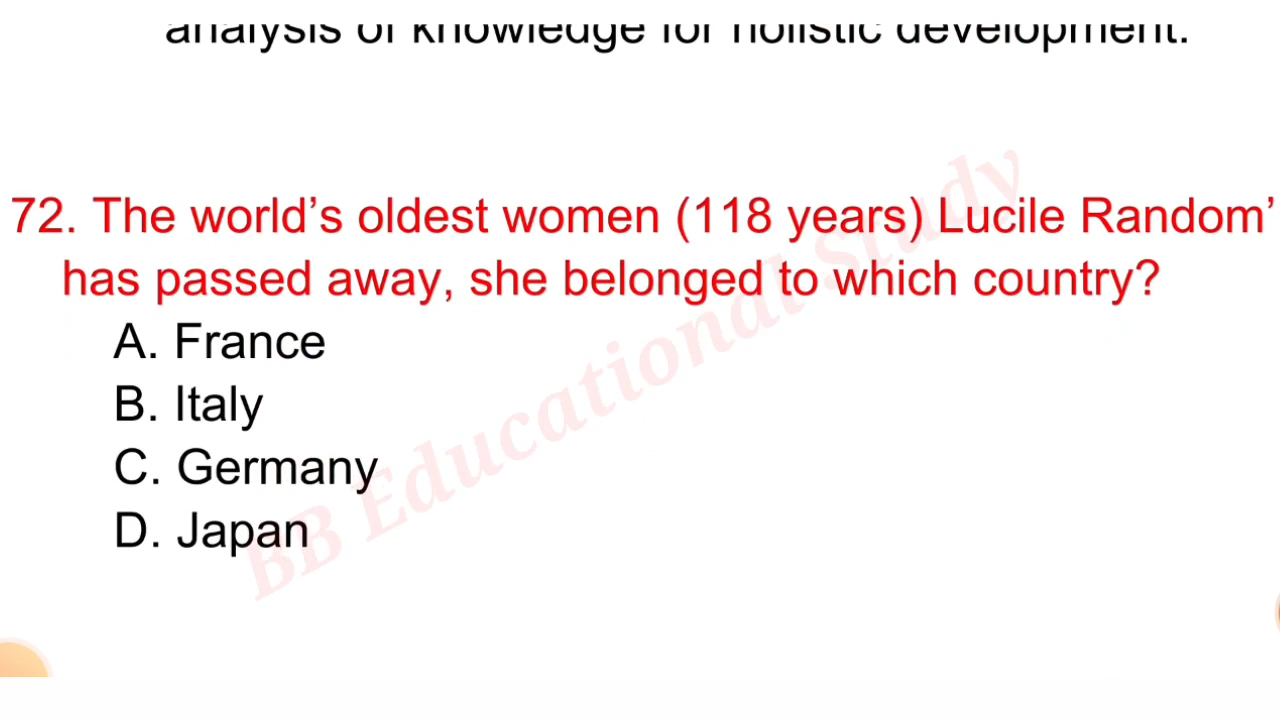 analysis of knowledge for holistic development.
72. The world’s oldest women (118 years) Lucile Random’
has passed away, she belonged to which country?
A. France
B. Italy
C. Germany
D. Japan
BB Educational Study